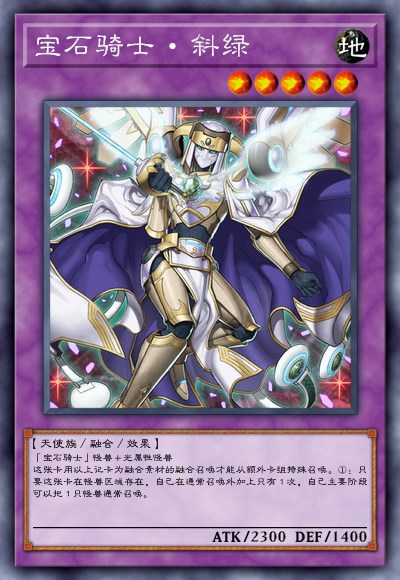 宝石骑士·斜绿
地
【天使族／融合／效果】
「宝石骑士」怪兽＋光属性怪兽
这张卡用以上记卡为融合素材的融合召唤才能从额外卡组特殊召唤。①：只
要这张卡在怪兽区域存在，自己在通常召唤外加上只有1次，自己主要阶段
可以把1只怪兽通常召唤。
ATK/2300 DEF/1400